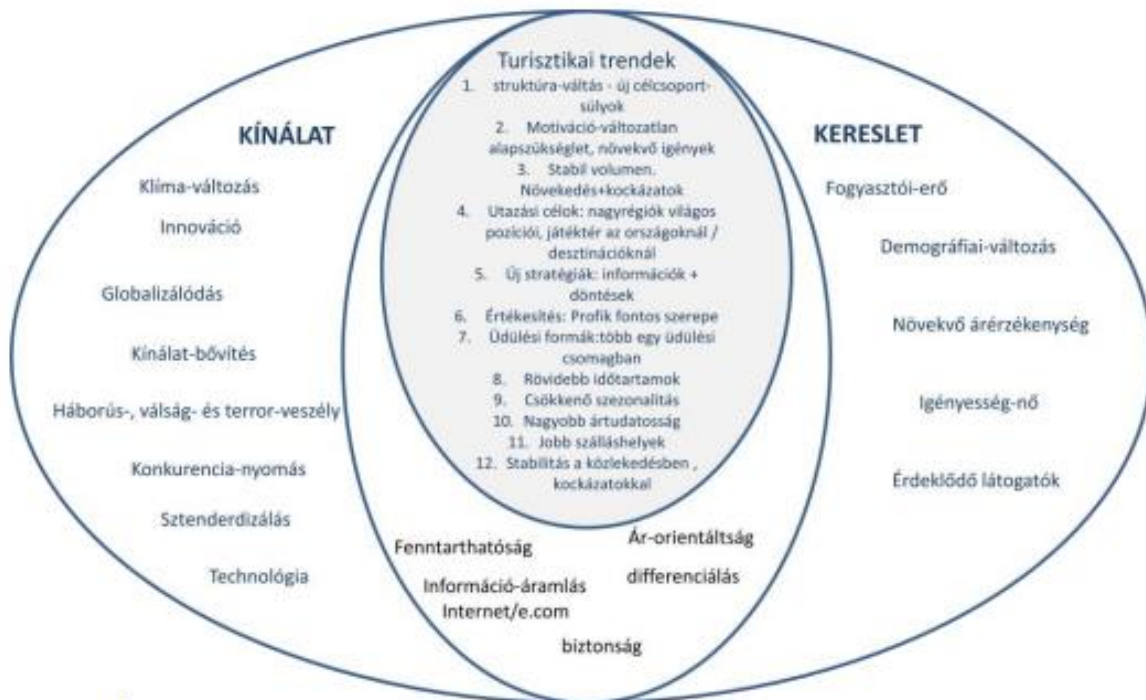 Turisztikai trendek
1. struktúra-váltás - új célcsoport-
súlyok
2. Motiváció-változatlan
alapszükséglet, növekvő igények
3. Stabil volumen.
Növekedés+kockázatok
4. Utazási célok: nagyrégiók világos
pozíciói, játéktér az országoknál /
desztinációknál
5. Új stratégiák: információk +
döntések
6. Értékesítés: Profik fontos szerepe
7. Üdülési formák:több egy üdülési
csomagban
8. Rövidebb időtartamok
9. Csökkenő szezonalitás
10. Nagyobb ártudatosság
11. Jobb szálláshelyek
12. Stabilitás a közlekedésben ,
kockázatokkal
KÍNÁLAT
Klíma-változás
Innováció
Globalizálódás
Kínálat-bővítés
Háborús-, válság- és terror-veszély
Konkurencia-nyomás
Sztenderdizálás
Technológia
KERESLET
Fogyasztói-erő
Demográfiai-változás
Növekvő árérzékenység
Igényesség-nő
Érdeklődő látogatók
Fenntarthatóság
Ár-orientáltság
Információ-áramlás
Internet/e.com
differenciálás
biztonság